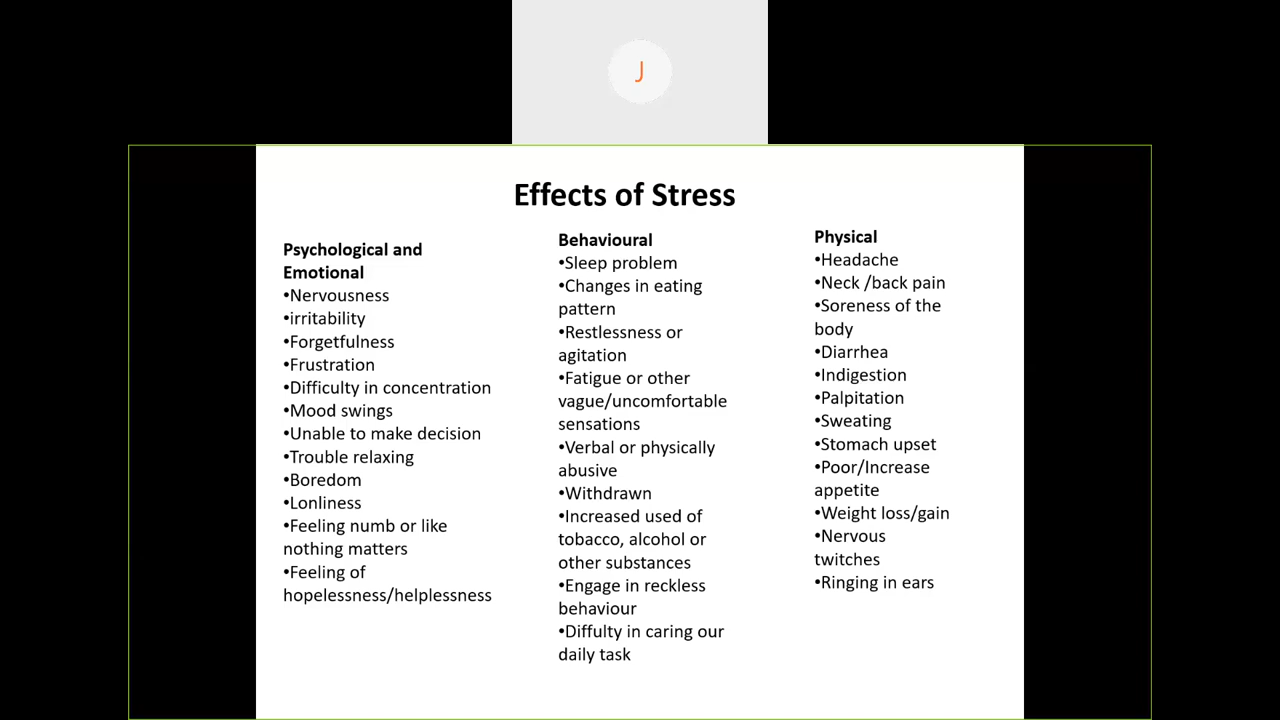 J
Effects of Stress
Psychological and
Emotional
•Nervousness
•irritability
•Forgetfulness
•Frustration
•Difficulty in concentration
•Mood swings
•Unable to make decision
•Trouble relaxing
•Boredom
•Lonliness
•Feeling numb or like
nothing matters
•Feeling of
hopelessness/helplessness
Behavioural
•Sleep problem
•Changes in eating
pattern
•Restlessness or
agitation
•Fatigue or other
vague/uncomfortable
sensations
•Verbal or physically
abusive
•Withdrawn
•Increased used of
tobacco, alcohol or
other substances
•Engage in reckless
behaviour
•Diffulty in caring our
daily task
Physical
•Headache
•Neck /back pain
•Soreness of the
body
•Diarrhea
•Indigestion
•Palpitation
•Sweating
•Stomach upset
•Poor/Increase
appetite
•Weight loss/gain
•Nervous
twitches
•Ringing in ears